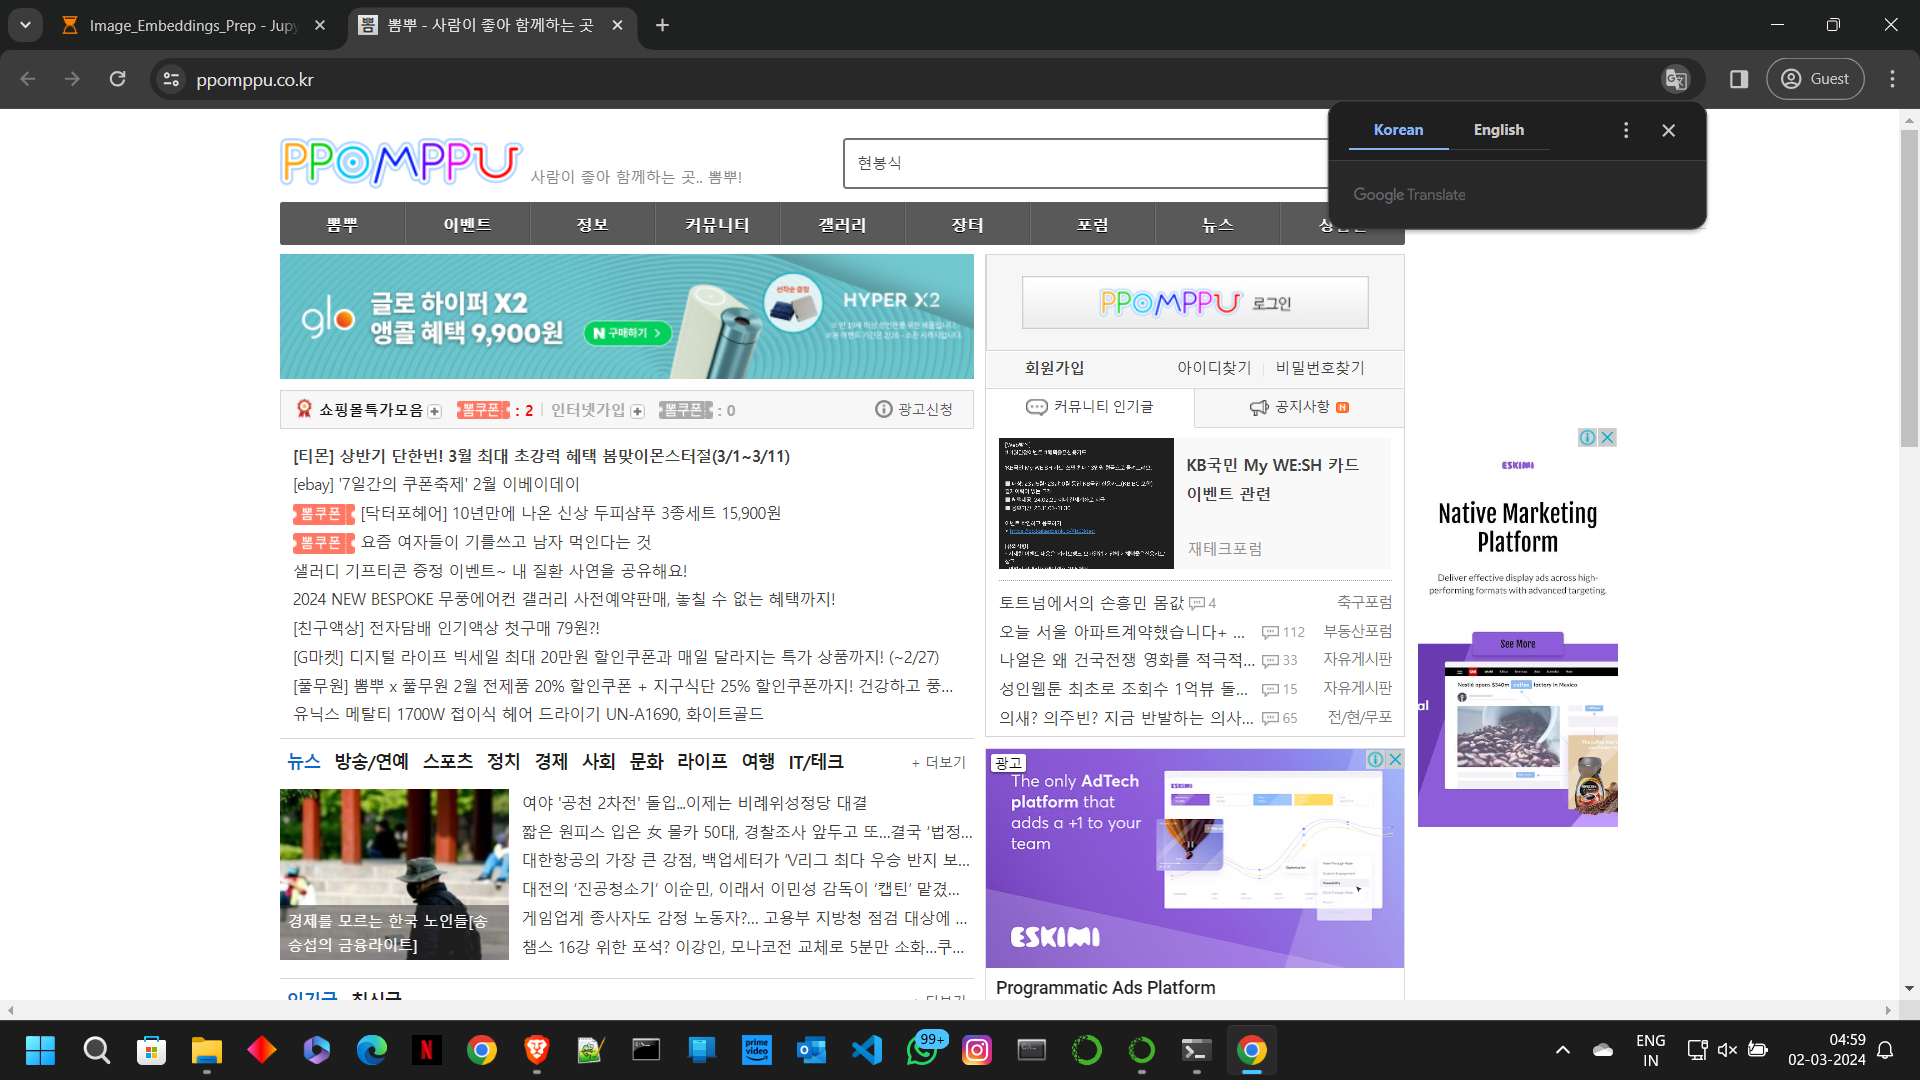 Image_Embeddings_Prep - Jupy
뽐뿌 - 사람이 좋아 함께하는 곳
ppomppu.co.kr
Guest
Korean English
Google Translate
PPOMPPU 사람이 좋아 함께하는 곳.. 뽐뿌!
현봉식
뽐뿌 이벤트 정보 커뮤니티 갤러리 장터 포럼 뉴스
glo 글로 하이퍼 X2
앵콜 혜택 9,900원
N 구매하기 >
선착순 증정
HYPER X2
PPOMPPU 로그인
회원가입 아이디찾기 비밀번호찾기
쇼핑몰특가모음 뽐쿠폰 : 2 인터넷가입 뽐쿠폰 : 0 광고신청
커뮤니티 인기글 공지사항 N
[티몬] 상반기 단한번! 3월 최대 초강력 혜택 봄맞이몬스터절(3/1~3/11)
[ebay] '7일간의 쿠폰축제' 2월 이베이데이
뽐쿠폰 [닥터포헤어] 10년만에 나온 신상 두피샴푸 3종세트 15,900원
뽐쿠폰 요즘 여자들이 기를쓰고 남자 먹인다는 것
샐러디 기프티콘 증정 이벤트~ 내 질환 사연을 공유해요!
2024 NEW BESPOKE 무풍에어컨 갤러리 사전예약판매, 놓칠 수 없는 혜택까지!
[친구액상] 전자담배 인기액상 첫구매 79원?!
[G마켓] 디지털 라이프 빅세일 최대 20만원 할인쿠폰과 매일 달라지는 특가 상품까지! (~2/27)
[풀무원] 뽐뿌 x 풀무원 2월 전제품 20% 할인쿠폰 + 지구식단 25% 할인쿠폰까지! 건강하고 풍...
유닉스 메탈티 1700W 접이식 헤어 드라이기 UN-A1690, 화이트골드
KB국민 My WE:SH 카드
이벤트 관련
재테크포럼
토트넘에서의 손흥민 몸값 4 축구포럼
오늘 서울 아파트계약했습니다+ ... 112 부동산포럼
나얼은 왜 건국전쟁 영화를 적극적... 33 자유게시판
성인웹툰 최초로 조회수 1억뷰 돌... 15 자유게시판
의새? 의주빈? 지금 반발하는 의사... 65 전/현/무포
뉴스 방송/연예 스포츠 정치 경제 사회 문화 라이프 여행 IT/테크 + 더보기
경제를 모르는 한국 노인들[송
승섭의 금융라이트]
여야 '공천 2차전' 돌입…이제는 비례위성정당 대결
짧은 원피스 입은 女 몰카 50대, 경찰조사 앞두고 또…결국 '법정...
대한항공의 가장 큰 강점, 백업세터가 'V리그 최다 우승 반지 보...
대전의 '진공청소기' 이순민, 이래서 이민성 감독이 '캡틴' 맡겼...
게임업계 종사자도 감정 노동자?... 고용부 지방청 점검 대상에 ...
챔스 16강 위한 포석? 이강인, 모나코전 교체로 5분만 소화…쿠...
인기글 최신글 + 더보기
광고
The only AdTech
platform that
adds a +1 to your
team
ESKIMI
Programmatic Ads Platform
ESKIMI
Native Marketing
Platform
Deliver effective display ads across high-
performing formats with advanced targeting.
See More
Nestlé opens $340m coffee factory in Mexico
prime
video
99+
ENG
IN
04:59
02-03-2024